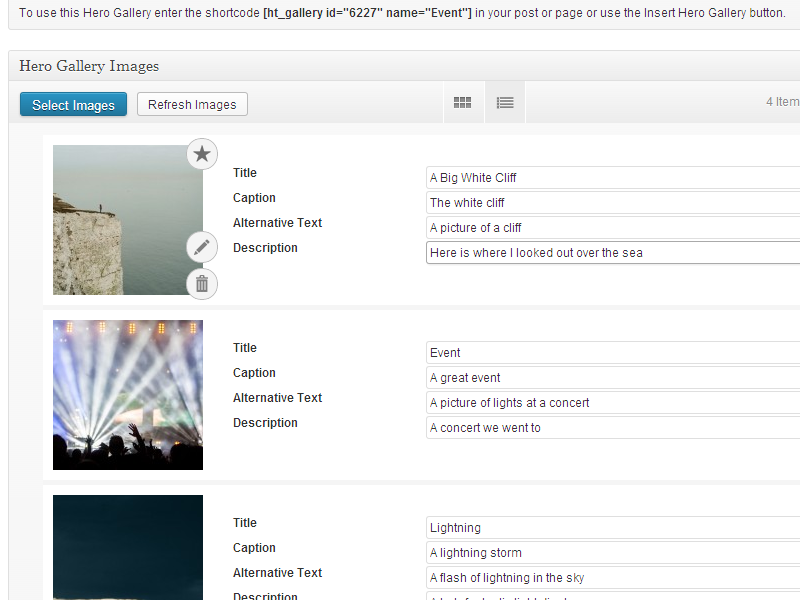 To use this Hero Gallery enter the shortcode [ht_gallery id="6227" name="Event"] in your post or page or use the Insert Hero Gallery button.
Hero Gallery Images
Select Images Refresh Images 4 Item
Title A Big White Cliff
Caption The white cliff
Alternative Text A picture of a cliff
Description Here is where I looked out over the sea
Title Event
Caption A great event
Alternative Text A picture of lights at a concert
Description A concert we went to
Title Lightning
Caption A lightning storm
Alternative Text A flash of lightning in the sky
Description